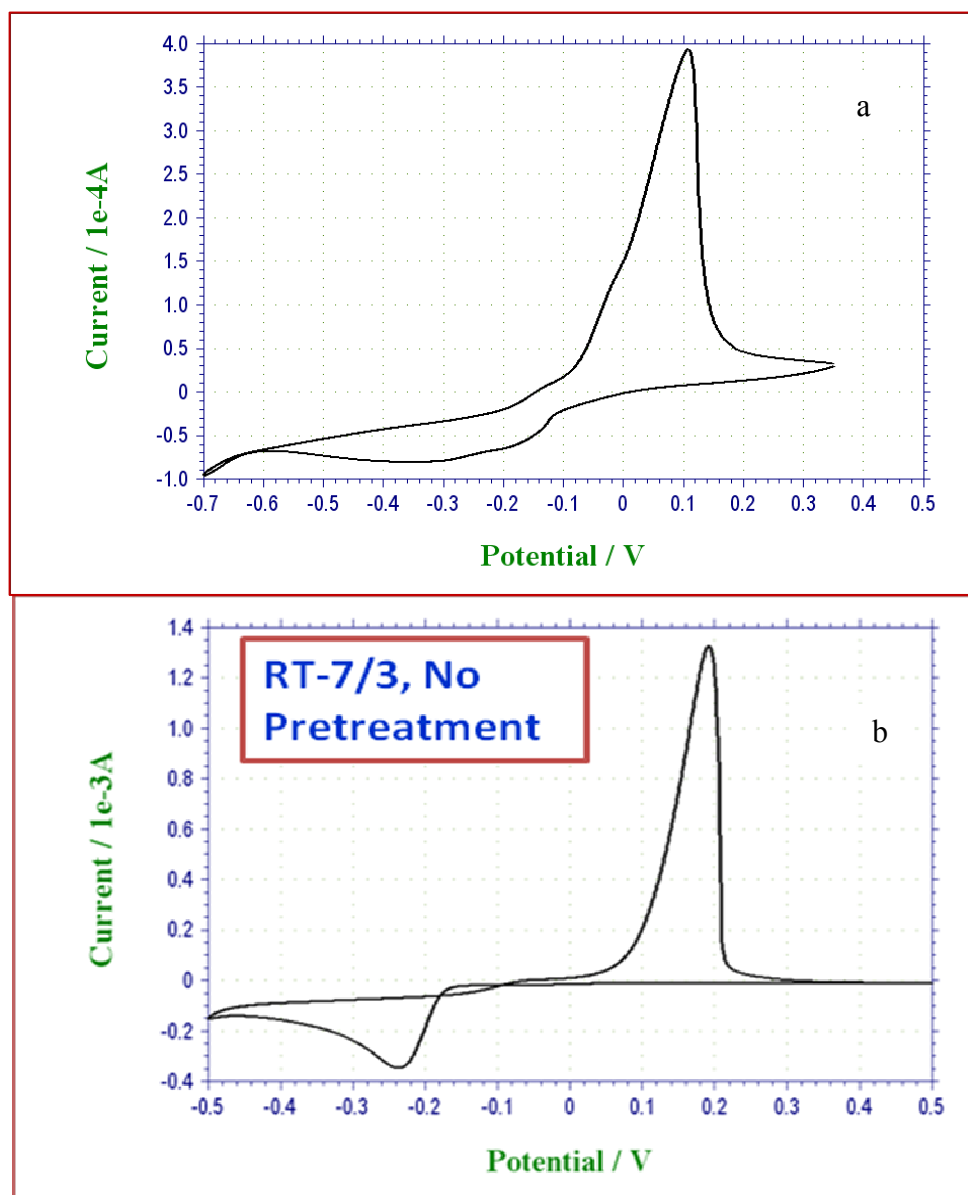 a
Current / 1e-4A
4.0
3.5
3.0
2.5
2.0
1.5
1.0
0.5
0
-0.5
-1.0
-0.7 -0.6 -0.5 -0.4 -0.3 -0.2 -0.1 0 0.1 0.2 0.3 0.4 0.5
Potential / V
RT-7/3, No
Pretreatment
b
Current / 1e-3A
1.4
1.2
1.0
0.8
0.6
0.4
0.2
0
-0.2
-0.4
-0.5 -0.4 -0.3 -0.2 -0.1 0 0.1 0.2 0.3 0.4 0.5
Potential / V